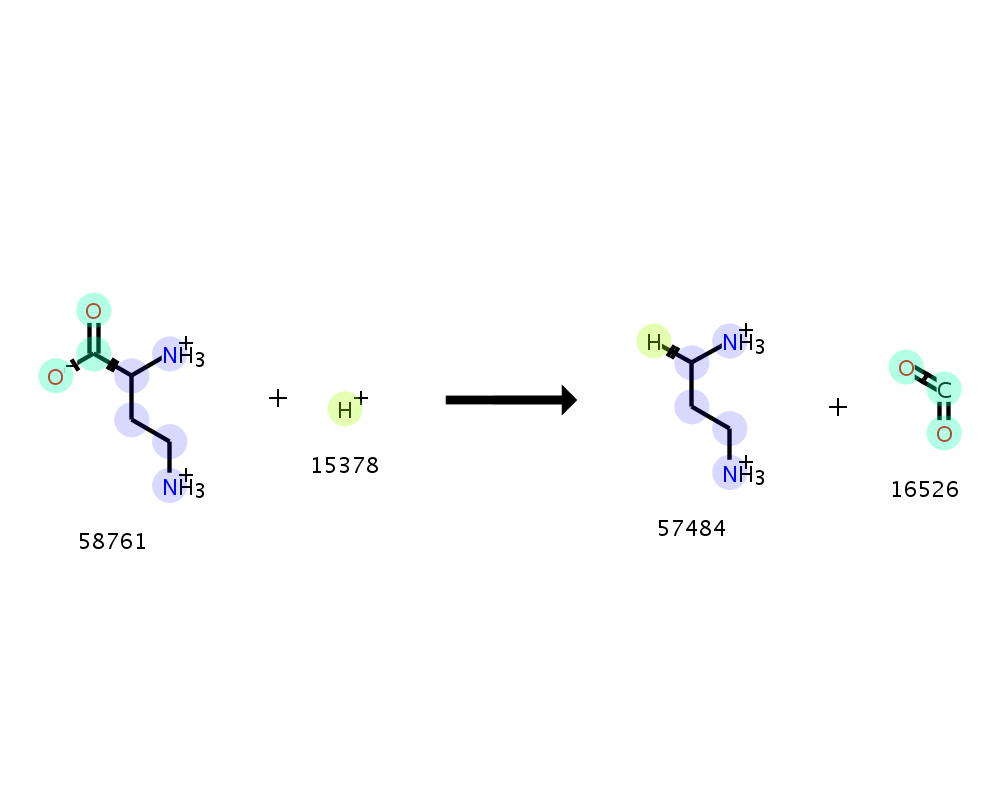 O
O⁻
NH₃⁺
NH₃⁺
58761
+
H⁺
15378
H
NH₃⁺
NH₃⁺
57484
+
O
C
O
16526